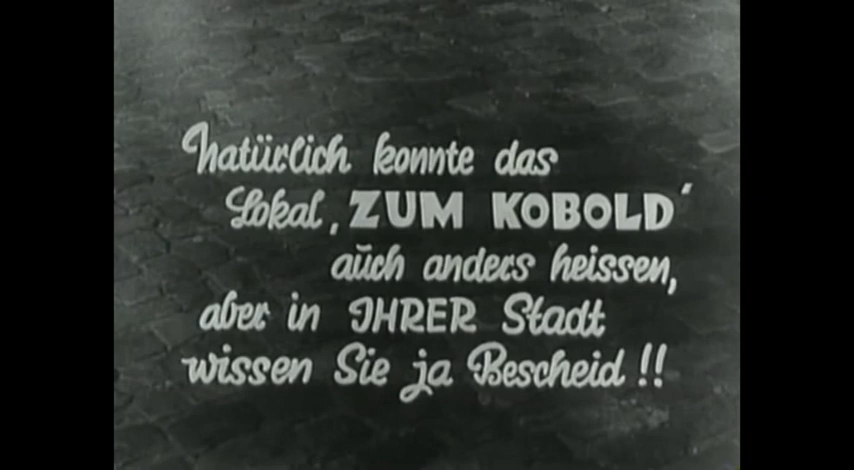 Natürlich konnte das
Lokal ‚ZUM KOBOLD'
auch anders heissen,
aber in IHRER Stadt
wissen Sie ja Bescheid !!